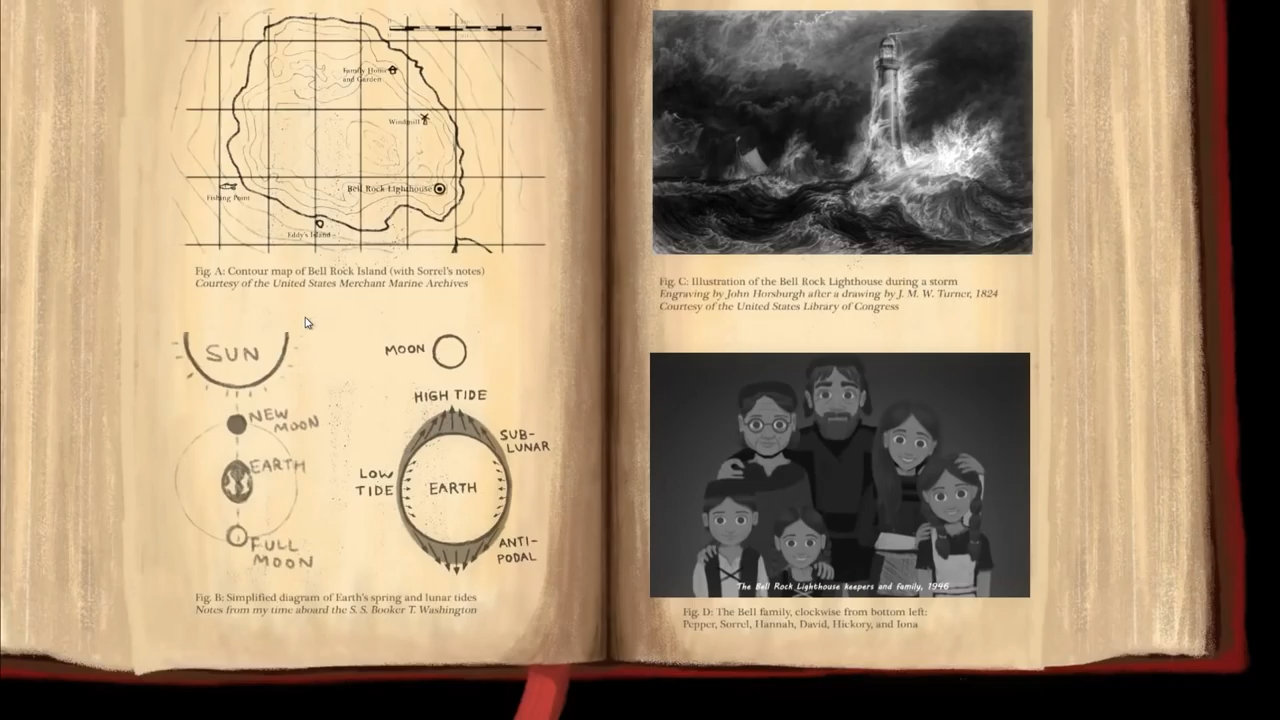 Family Home
and Garden
Windmill
Bell Rock Lighthouse
Fishing Point
Eddy's Island
Fig. A: Contour map of Bell Rock Island (with Sorrel's notes)
Courtesy of the United States Merchant Marine Archives
SUN
NEW
MOON
EARTH
FULL
MOON
MOON
HIGH TIDE
SUB-
LUNAR
LOW
TIDE
EARTH
ANTI-
PODAL
Fig. B: Simplified diagram of Earth's spring and lunar tides
Notes from my time aboard the S. S. Booker T. Washington
Fig. C: Illustration of the Bell Rock Lighthouse during a storm
Engraving by John Horsburgh after a drawing by J. M. W. Turner, 1824
Courtesy of the United States Library of Congress
The Bell Rock Lighthouse keepers and family, 1946
Fig. D: The Bell family, clockwise from bottom left:
Pepper, Sorrel, Hannah, David, Hickory, and Iona